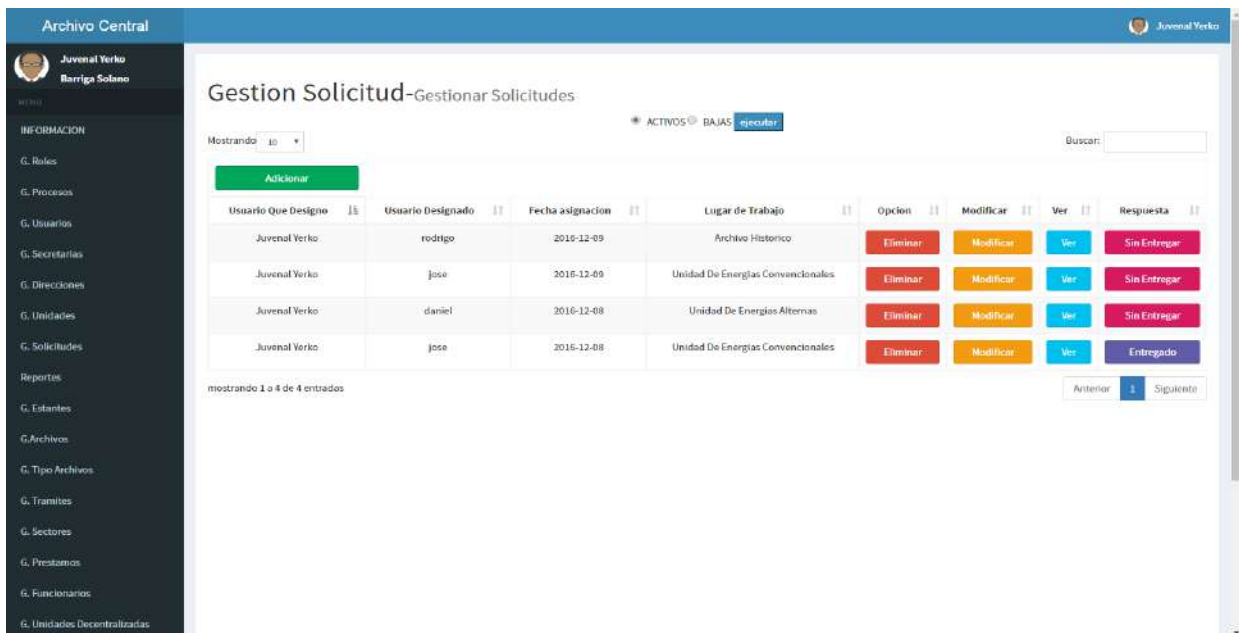 Archivo Central
Juvenal Yerko
Juvenal Yerko
Barriga Solano
MENU
INFORMACION
G. Roles
G. Procesos
G. Usuarios
G. Secretarias
G. Direcciones
G. Unidades
G. Solicitudes
Reportes
G. Estantes
G.Archivos
G. Tipo Archivos
G. Tramites
G. Sectores
G. Prestamos
G. Funcionarios
G. Unidades Decentralizadas
Gestion Solicitud-Gestionar Solicitudes
ACTIVOS BAJAS ejecutar
Mostrando 10 Buscar:
Adicionar
Usuario Que Designo Usuario Designado Fecha asignacion Lugar de Trabajo Opcion Modificar Ver Respuesta
Juvenal Yerko rodrigo 2016-12-09 Archivo Historico Eliminar Modificar Ver Sin Entregar
Juvenal Yerko jose 2016-12-09 Unidad De Energias Convencionales Eliminar Modificar Ver Sin Entregar
Juvenal Yerko daniel 2016-12-08 Unidad De Energias Alternas Eliminar Modificar Ver Sin Entregar
Juvenal Yerko jose 2016-12-08 Unidad De Energias Convencionales Eliminar Modificar Ver Entregado
mostrando 1 a 4 de 4 entradas
Anterior 1 Siguiente